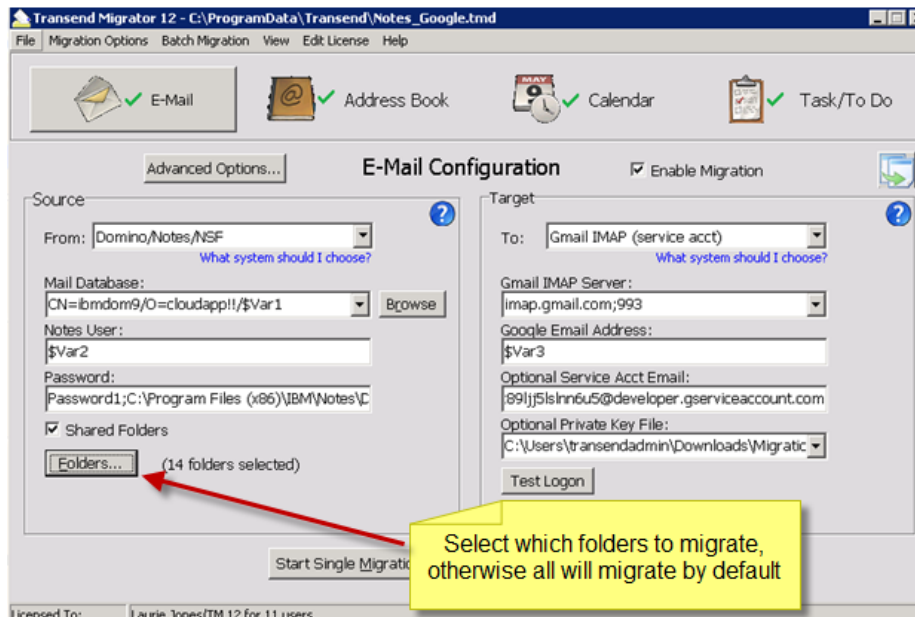 Transend Migrator 12 - C:\ProgramData\Transend\Notes_Google.tmd
File Migration Options Batch Migration View Edit License Help
E-Mail
Address Book
MAY
9
Calendar
Task/To Do
Advanced Options...
E-Mail Configuration
Enable Migration
Source
?
From: Domino/Notes/NSF
What system should I choose?
Mail Database:
CN=ibmdom9/O=cloudapp!!/$Var1
Browse
Notes User:
$Var2
Password:
Password1;C:\Program Files (x86)\IBM\Notes\D
Shared Folders
Folders... (14 folders selected)
Target
?
To: Gmail IMAP (service acct)
What system should I choose?
Gmail IMAP Server:
imap.gmail.com;993
Google Email Address:
$Var3
Optional Service Acct Email:
:89ljj5lslnn6u5@developer.gserviceaccount.com
Optional Private Key File:
C:\Users\transendadmin\Downloads\Migratic
Test Logon
Select which folders to migrate,
otherwise all will migrate by default
Start Single Migratio
Licensed To: Laurie Jones/TM 12 for 11 users